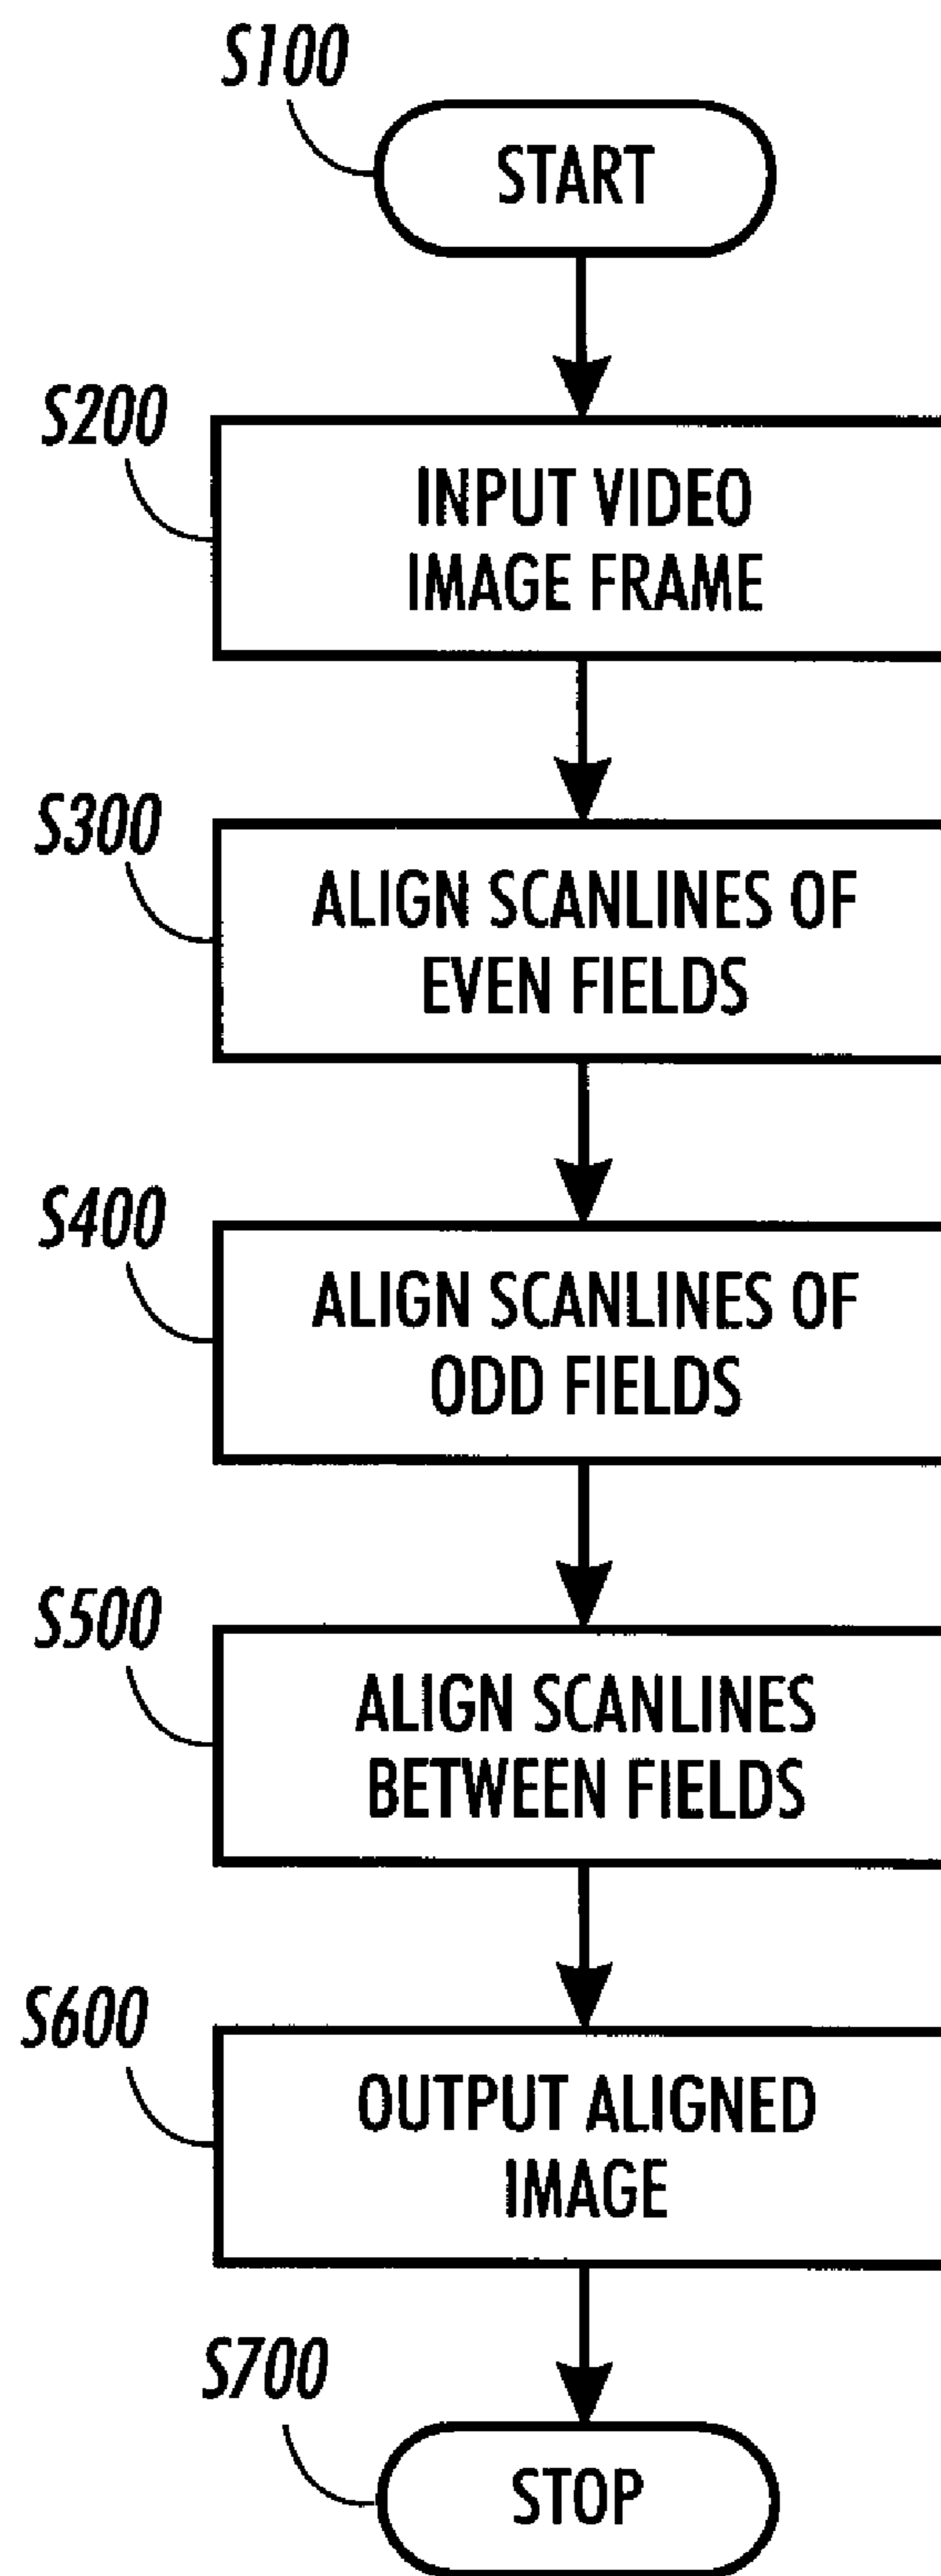 S100
START
S200
INPUT VIDEO
IMAGE FRAME
S300
ALIGN SCANLINES OF
EVEN FIELDS
S400
ALIGN SCANLINES OF
ODD FIELDS
S500
ALIGN SCANLINES
BETWEEN FIELDS
S600
OUTPUT ALIGNED
IMAGE
S700
STOP